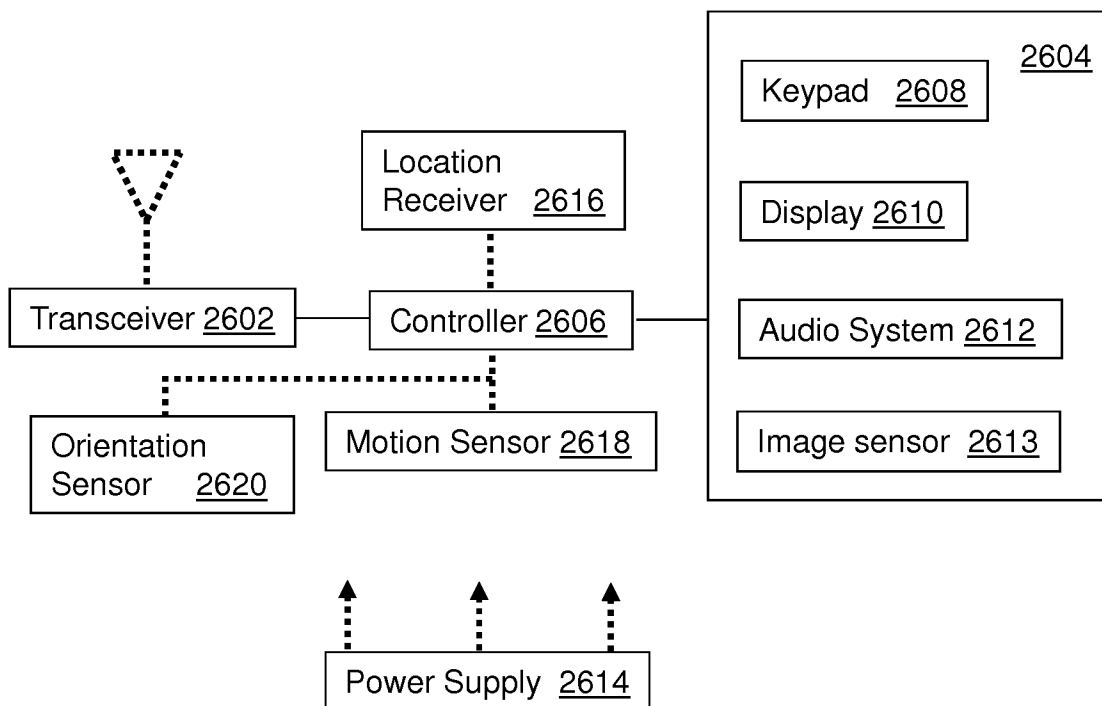 2604
Keypad 2608
Location
Receiver 2616
Display 2610
Transceiver 2602
Controller 2606
Audio System 2612
Orientation
Sensor 2620
Motion Sensor 2618
Image sensor 2613
Power Supply 2614